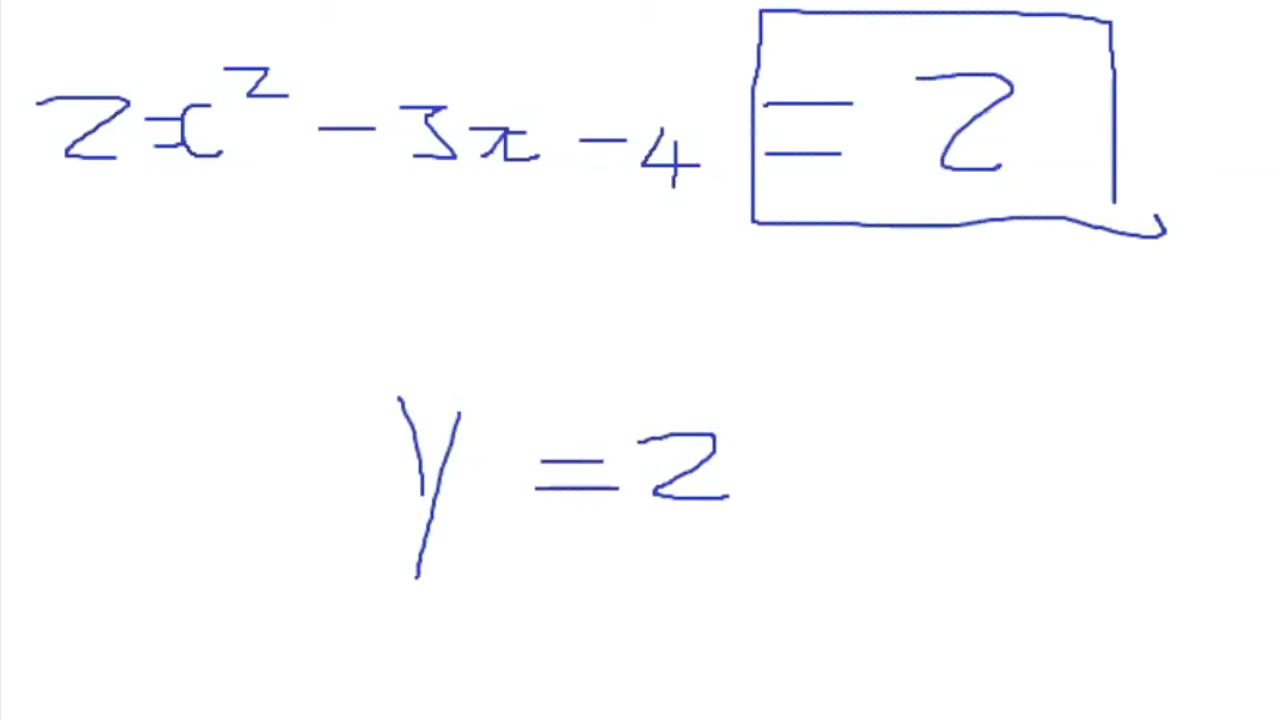 2x² - 3x - 4 = 2
y = 2